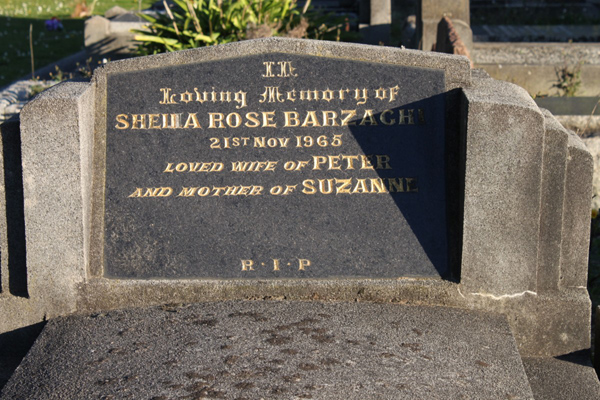 In
Loving Memory of
SHEILA ROSE BARZAGHI
21ST NOV 1965
LOVED WIFE OF PETER
AND MOTHER OF SUZANNE
R·I·P